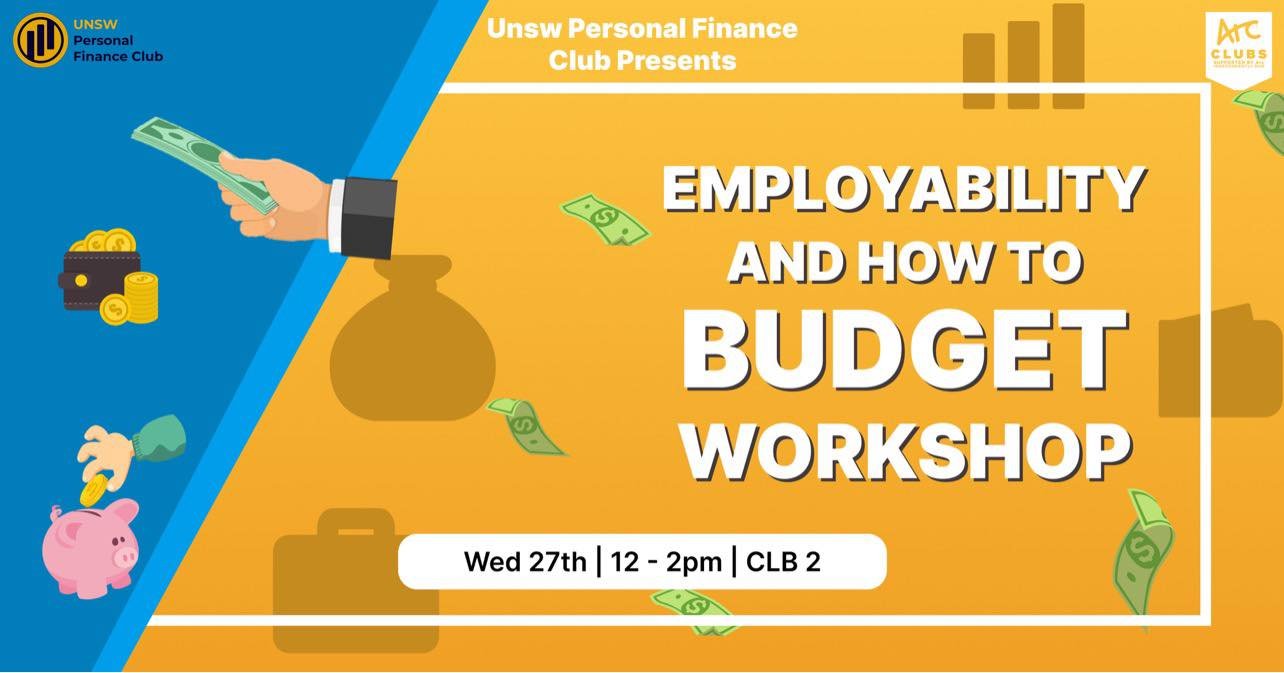 UNSW
Personal
Finance Club
Unsw Personal Finance
Club Presents
Arc
CLUBS
EMPLOYABILITY
AND HOW TO
BUDGET
WORKSHOP
Wed 27th | 12 - 2pm | CLB 2